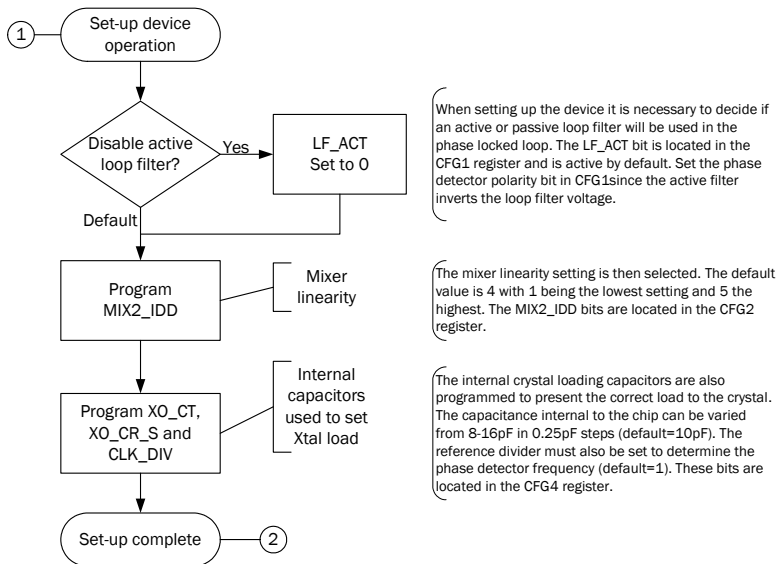 1
Set-up device
operation
Disable active
loop filter?
Yes
LF_ACT
Set to 0
When setting up the device it is necessary to decide if
an active or passive loop filter will be used in the
phase locked loop. The LF_ACT bit is located in the
CFG1 register and is active by default. Set the phase
detector polarity bit in CFG1since the active filter
inverts the loop filter voltage.
Default
Program
MIX2_IDD
Mixer
linearity
The mixer linearity setting is then selected. The default
value is 4 with 1 being the lowest setting and 5 the
highest. The MIX2_IDD bits are located in the CFG2
register.
Program XO_CT,
XO_CR_S and
CLK_DIV
Internal
capacitors
used to set
Xtal load
The internal crystal loading capacitors are also
programmed to present the correct load to the crystal.
The capacitance internal to the chip can be varied
from 8-16pF in 0.25pF steps (default=10pF). The
reference divider must also be set to determine the
phase detector frequency (default=1). These bits are
located in the CFG4 register.
Set-up complete
2